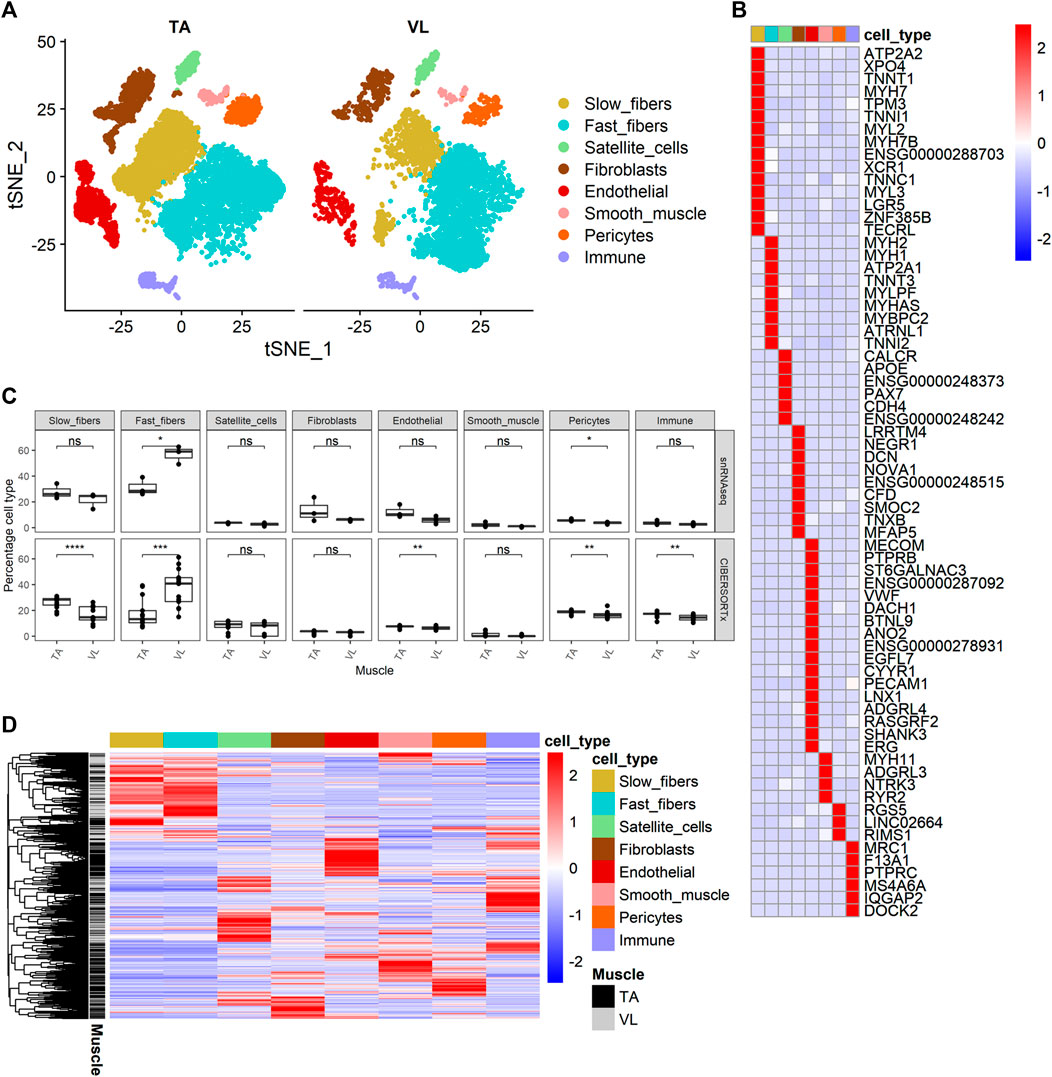 A
TA
VL
50
25
0
-25
tSNE_2
-25
0
25
-25
0
25
tSNE_1
Slow_fibers
Fast_fibers
Satellite_cells
Fibroblasts
Endothelial
Smooth_muscle
Pericytes
Immune
B
cell_type
ATP2A2
XPO4
TNNT1
MYH7
TPM3
TNNI1
MYL2
MYH7B
ENSG00000288703
XCR1
TNNC1
MYL3
LGR5
ZNF385B
TECRL
MYH2
MYH1
ATP2A1
TNNT3
MYLPF
MYHAS
MYBPC2
ATRNL1
TNNI2
CALCR
APOE
ENSG00000248373
PAX7
CDH4
ENSG00000248242
LRRTM4
NEGR1
DCN
NOVA1
ENSG00000248515
CFD
SMOC2
TNXB
MFAP5
MECOM
PTPRB
ST6GALNAC3
ENSG00000287092
VWF
DACH1
BTNL9
ANO2
ENSG00000278931
EGFL7
CYYR1
PECAM1
LNX1
ADGRL4
RASGRF2
SHANK3
ERG
MYH11
ADGRL3
NTRK3
RYR2
RGS5
LINC02664
RIMS1
MRC1
F13A1
PTPRC
MS4A6A
IQGAP2
DOCK2
2
1
0
-1
-2
C
Slow_fibers
Fast_fibers
Satellite_cells
Fibroblasts
Endothelial
Smooth_muscle
Pericytes
Immune
ns
*
ns
ns
ns
ns
*
ns
60
40
20
0
snRNAseq
****
***
ns
ns
**
ns
**
**
60
40
20
0
CIBERSORTx
Percentage cell type
TA
VL
TA
VL
TA
VL
TA
VL
TA
VL
TA
VL
TA
VL
TA
VL
Muscle
D
cell_type
2
1
0
-1
-2
cell_type
Slow_fibers
Fast_fibers
Satellite_cells
Fibroblasts
Endothelial
Smooth_muscle
Pericytes
Immune
Muscle
TA
VL
Muscle